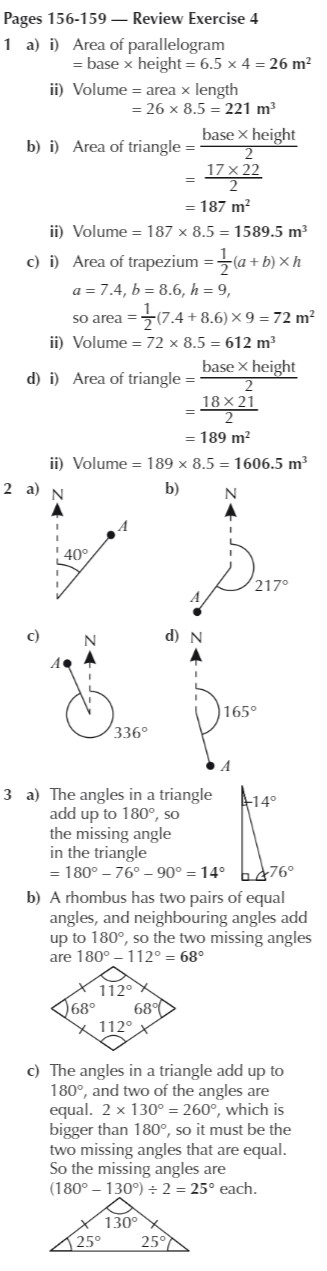 Pages 156-159 — Review Exercise 4
1 a) i) Area of parallelogram
= base × height = 6.5 × 4 = 26 m²
ii) Volume = area × length
= 26 × 8.5 = 221 m³
b) i) Area of triangle = base × height / 2
= 17 × 22 / 2
= 187 m²
ii) Volume = 187 × 8.5 = 1589.5 m³
c) i) Area of trapezium = 1/2 (a + b) × h
a = 7.4, b = 8.6, h = 9,
so area = 1/2 (7.4 + 8.6) × 9 = 72 m²
ii) Volume = 72 × 8.5 = 612 m³
d) i) Area of triangle = base × height / 2
= 18 × 21 / 2
= 189 m²
ii) Volume = 189 × 8.5 = 1606.5 m³
2 a) N A 40°
b) N A 217°
c) N A 336°
d) N A 165°
3 a) The angles in a triangle
add up to 180°, so
the missing angle
in the triangle
= 180° – 76° – 90° = 14°
14°
76°
b) A rhombus has two pairs of equal
angles, and neighbouring angles add
up to 180°, so the two missing angles
are 180° – 112° = 68°
112°
68° 68°
112°
c) The angles in a triangle add up to
180°, and two of the angles are
equal. 2 × 130° = 260°, which is
bigger than 180°, so it must be the
two missing angles that are equal.
So the missing angles are
(180° – 130°) ÷ 2 = 25° each.
130°
25° 25°